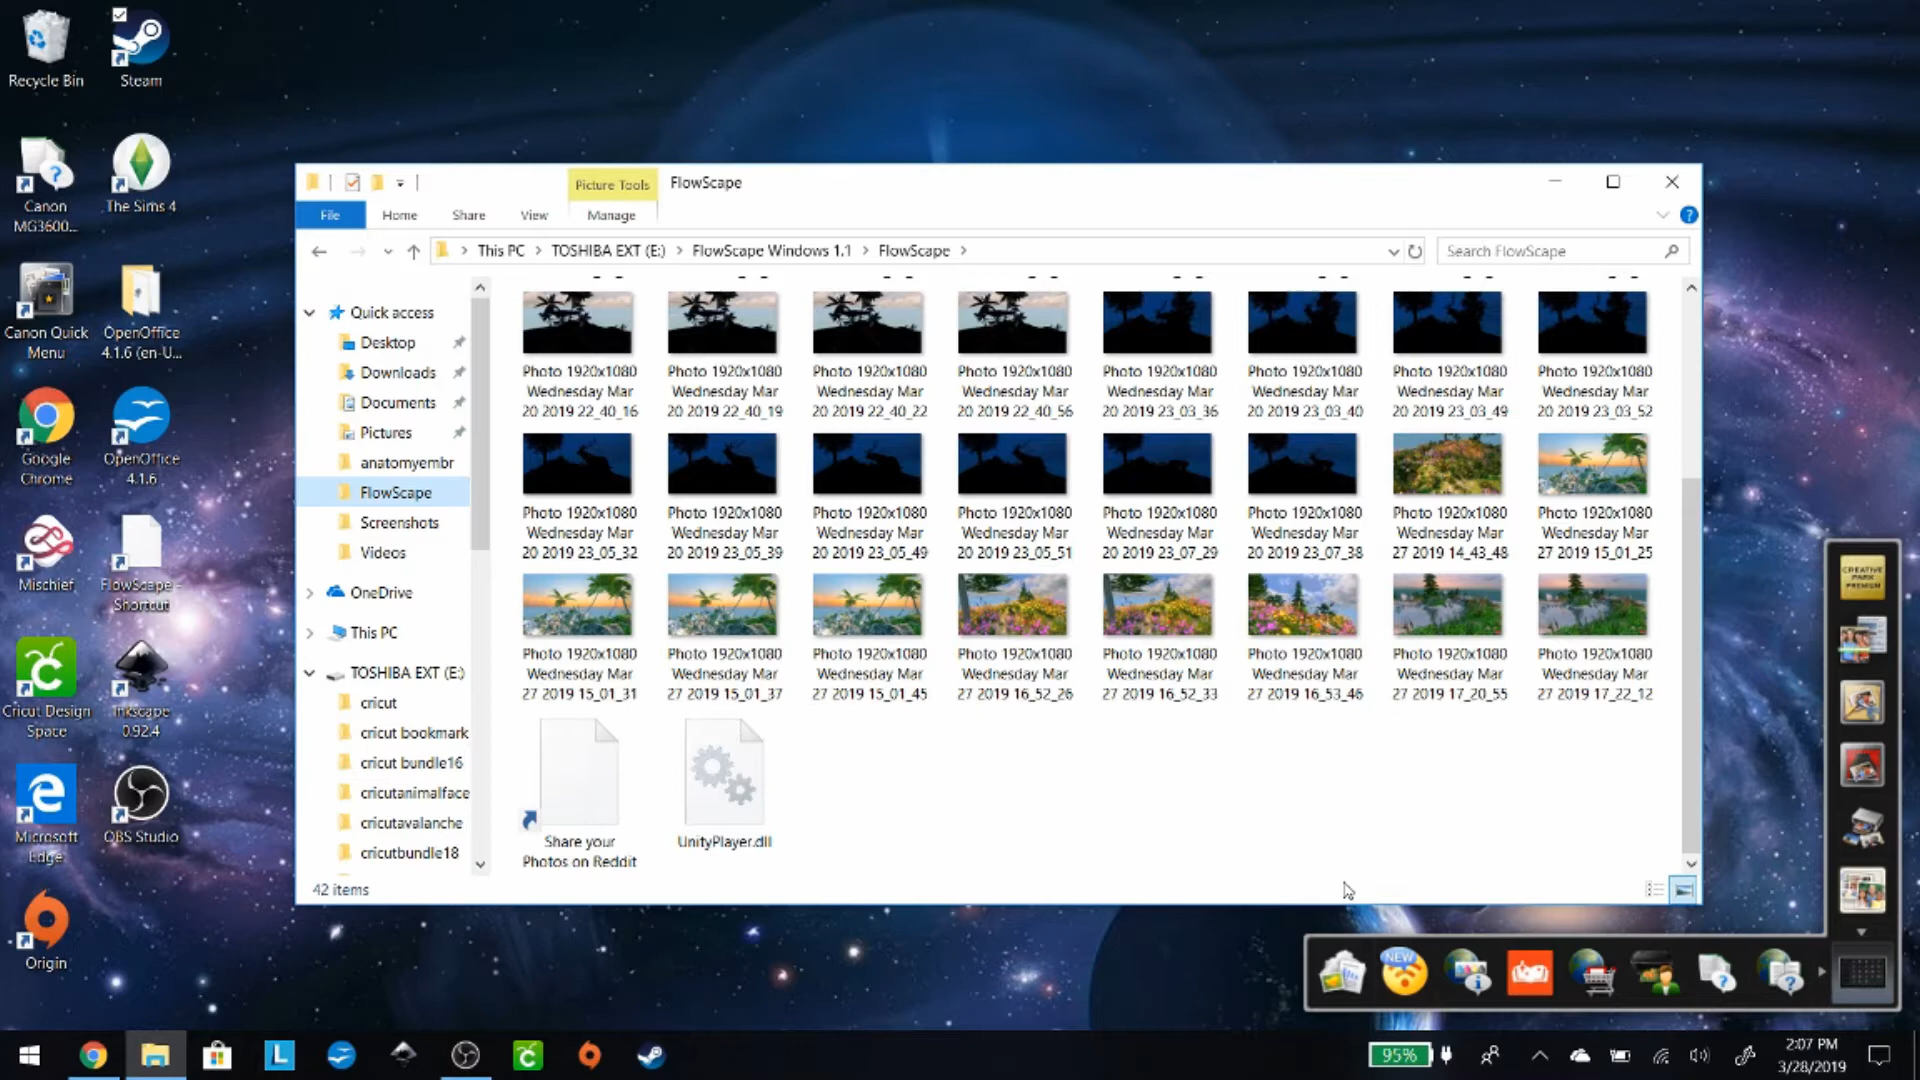 Recycle Bin
Steam
Canon
MG3600...
The Sims 4
Canon Quick
Menu
OpenOffice
4.1.6 (en-U...
Google
Chrome
OpenOffice
4.1.6
Mischief
FlowScape -
Shortcut
Cricut Design
Space
Inkscape
0.92.4
Microsoft
Edge
OBS Studio
Origin
Picture Tools
FlowScape
File
Home
Share
View
Manage
This PC
TOSHIBA EXT (E:)
FlowScape Windows 1.1
FlowScape
Search FlowScape
Quick access
Desktop
Downloads
Documents
Pictures
anatomyembr
FlowScape
Screenshots
Videos
OneDrive
This PC
TOSHIBA EXT (E:)
cricut
cricut bookmark
cricut bundle16
cricutanimalface
cricutavalanche
cricutbundle18
Photo 1920x1080
Wednesday Mar
20 2019 22_40_16
Photo 1920x1080
Wednesday Mar
20 2019 22_40_19
Photo 1920x1080
Wednesday Mar
20 2019 22_40_22
Photo 1920x1080
Wednesday Mar
20 2019 22_40_56
Photo 1920x1080
Wednesday Mar
20 2019 23_03_36
Photo 1920x1080
Wednesday Mar
20 2019 23_03_40
Photo 1920x1080
Wednesday Mar
20 2019 23_03_49
Photo 1920x1080
Wednesday Mar
20 2019 23_03_52
Photo 1920x1080
Wednesday Mar
20 2019 23_05_32
Photo 1920x1080
Wednesday Mar
20 2019 23_05_39
Photo 1920x1080
Wednesday Mar
20 2019 23_05_49
Photo 1920x1080
Wednesday Mar
20 2019 23_05_51
Photo 1920x1080
Wednesday Mar
20 2019 23_07_29
Photo 1920x1080
Wednesday Mar
20 2019 23_07_38
Photo 1920x1080
Wednesday Mar
27 2019 14_43_48
Photo 1920x1080
Wednesday Mar
27 2019 15_01_25
Photo 1920x1080
Wednesday Mar
27 2019 15_01_31
Photo 1920x1080
Wednesday Mar
27 2019 15_01_37
Photo 1920x1080
Wednesday Mar
27 2019 15_01_45
Photo 1920x1080
Wednesday Mar
27 2019 16_52_26
Photo 1920x1080
Wednesday Mar
27 2019 16_52_33
Photo 1920x1080
Wednesday Mar
27 2019 16_53_46
Photo 1920x1080
Wednesday Mar
27 2019 17_20_55
Photo 1920x1080
Wednesday Mar
27 2019 17_22_12
Share your
Photos on Reddit
UnityPlayer.dll
42 items
CREATIVE
PARK
PREMIUM
NEW
L
95%
2:07 PM
3/28/2019